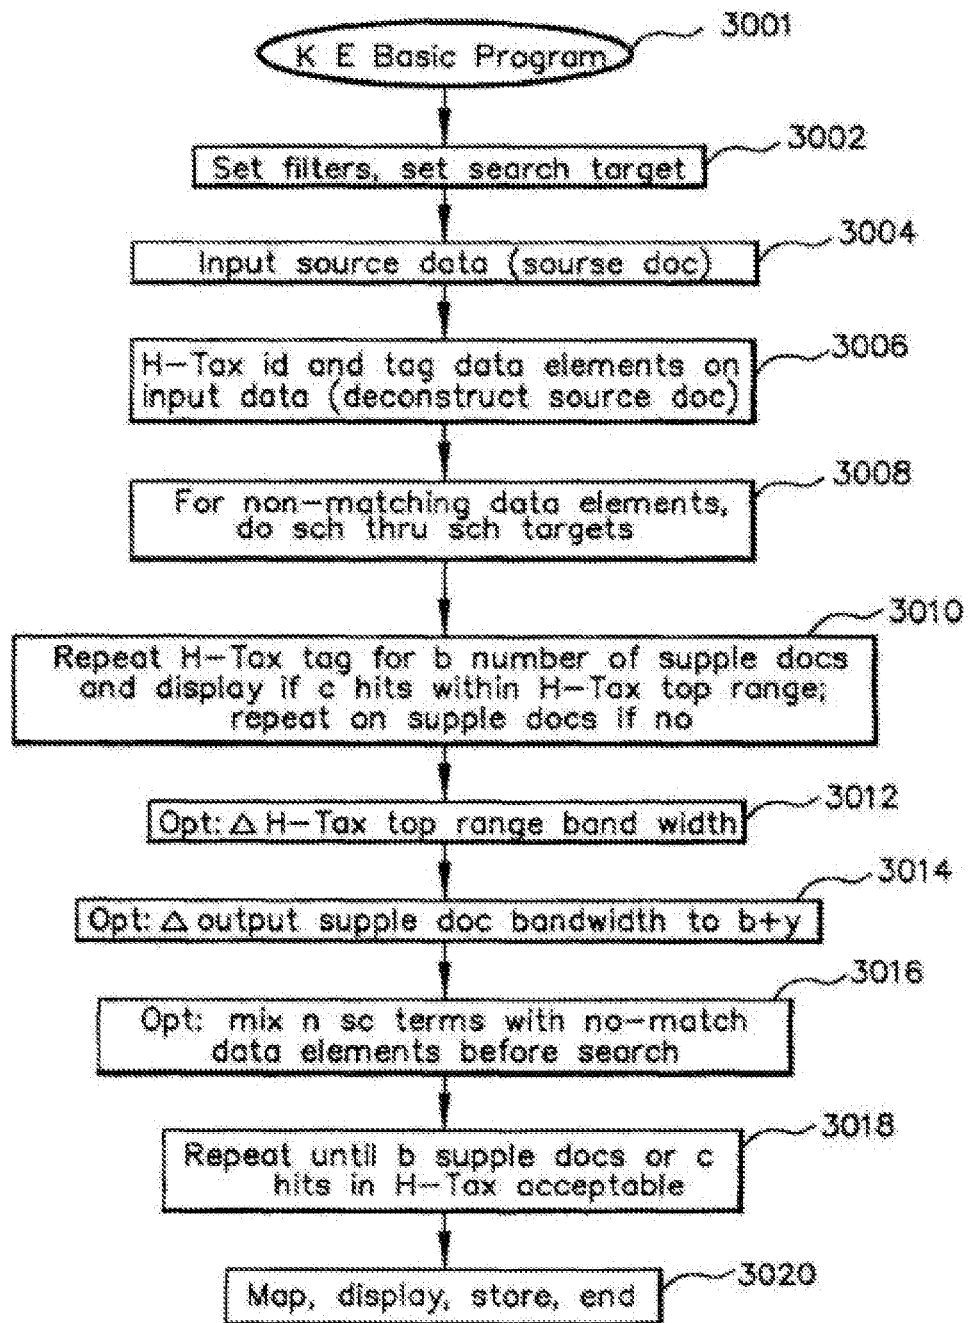 3001
K E Basic Program
3002
Set filters, set search target
3004
Input source data (sourse doc)
3006
H-Tax id and tag data elements on
input data (deconstruct source doc)
3008
For non-matching data elements,
do sch thru sch targets
3010
Repeat H-Tax tag for b number of supple docs
and display if c hits within H-Tax top range;
repeat on supple docs if no
3012
Opt: △ H-Tax top range band width
3014
Opt: △ output supple doc bandwidth to b+y
3016
Opt: mix n sc terms with no-match
data elements before search
3018
Repeat until b supple docs or c
hits in H-Tax acceptable
3020
Map, display, store, end